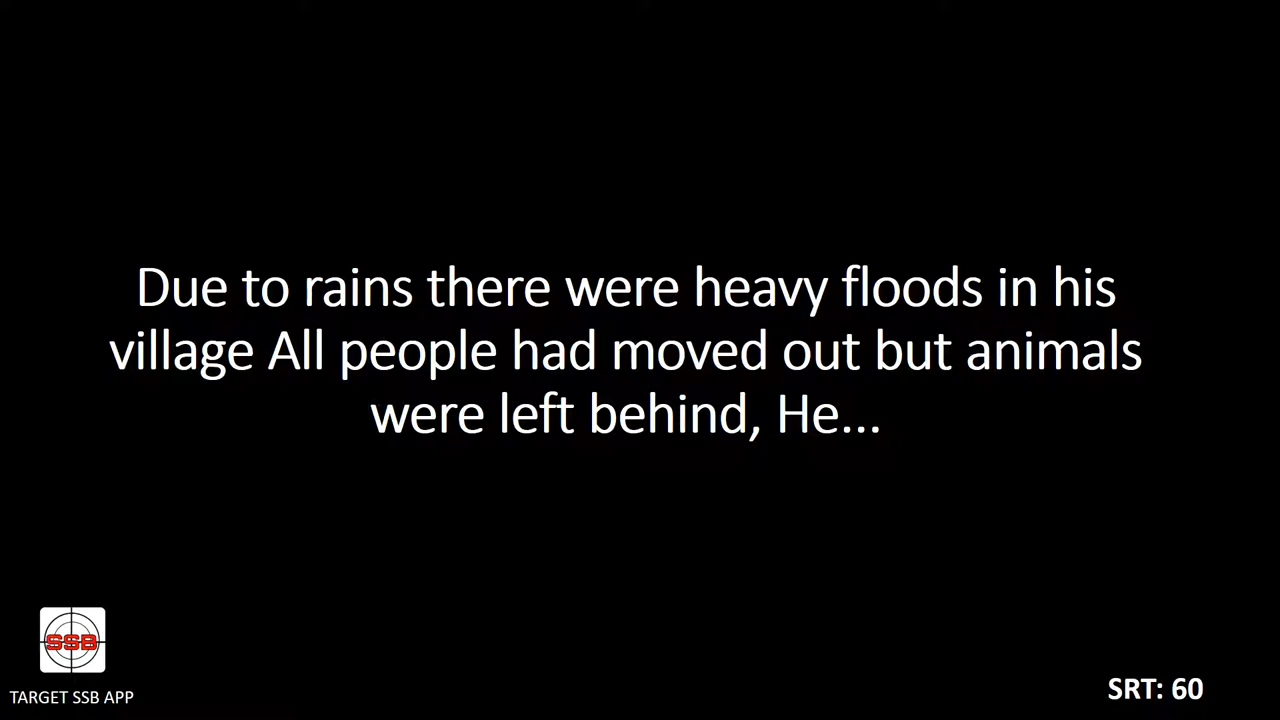 Due to rains there were heavy floods in his
village All people had moved out but animals
were left behind, He...
SSB
TARGET SSB APP
SRT: 60